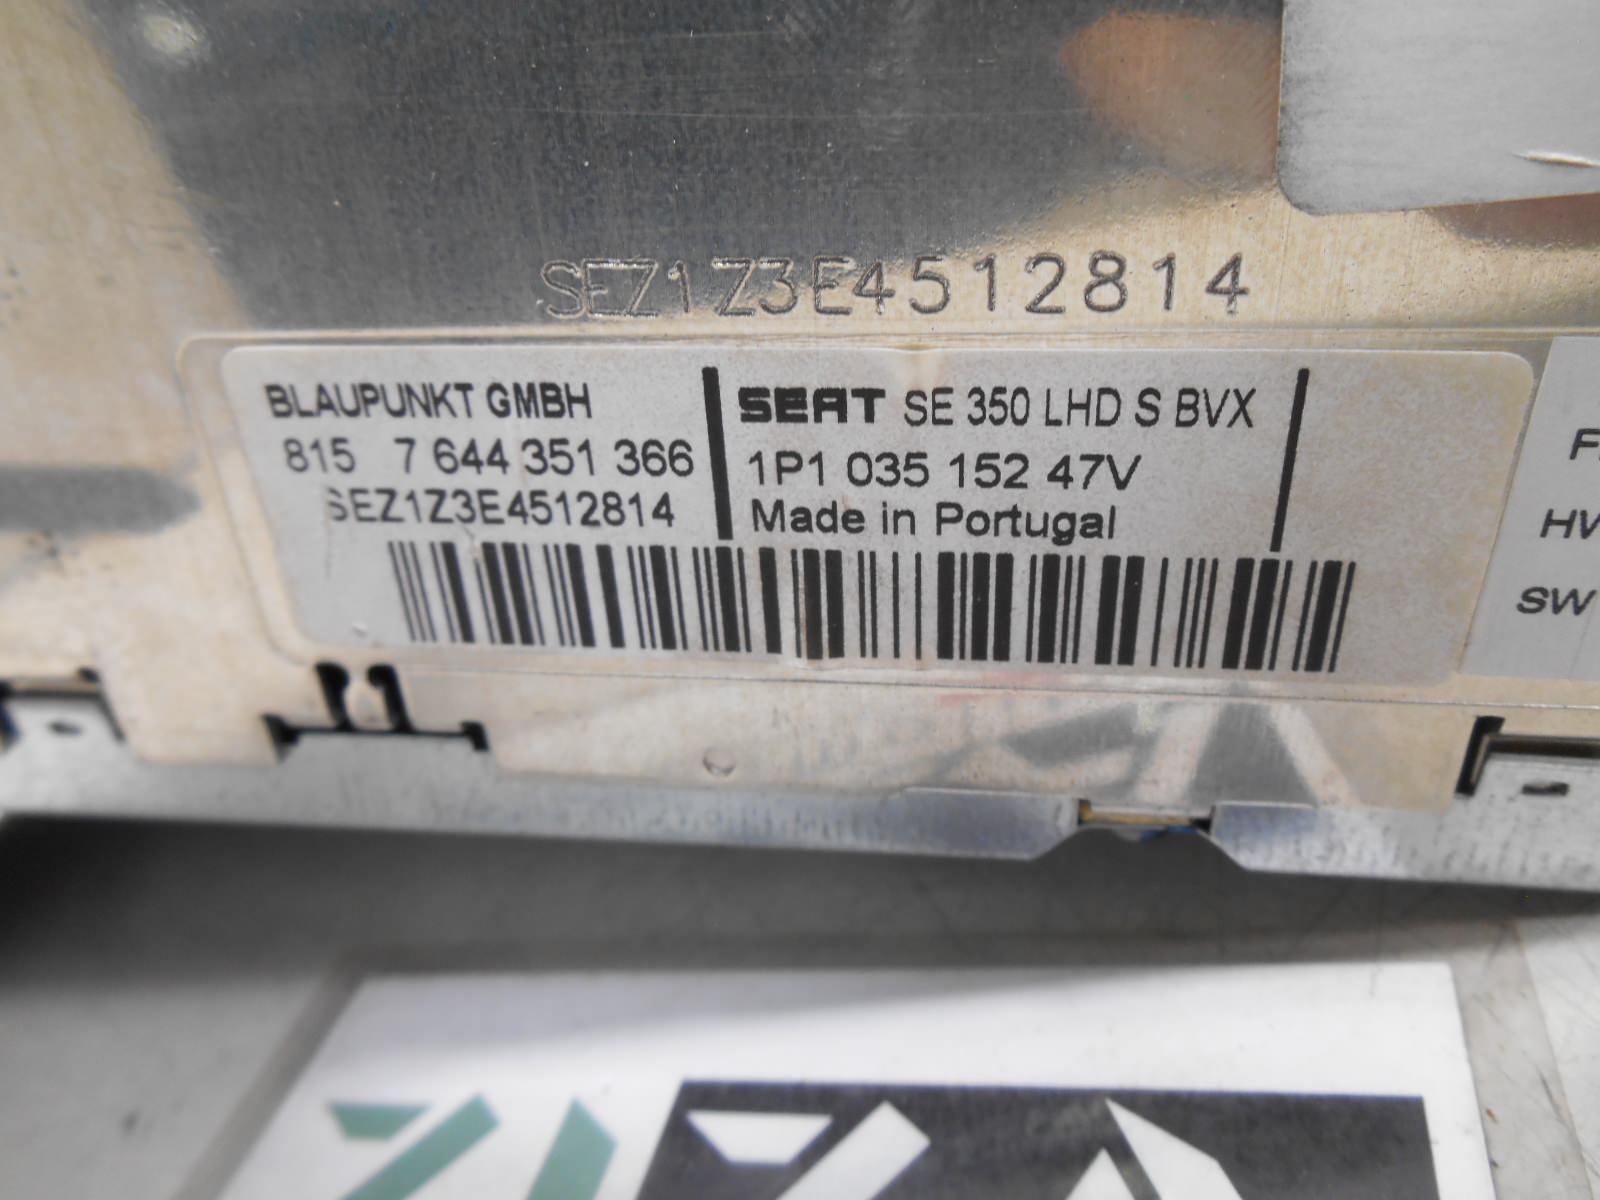 SEZ1Z3E4512814
BLAUPUNKT GMBH
815 7 644 351 366
SEZ1Z3E4512814
SEAT SE 350 LHD S BVX
1P1 035 152 47V
Made in Portugal
SW